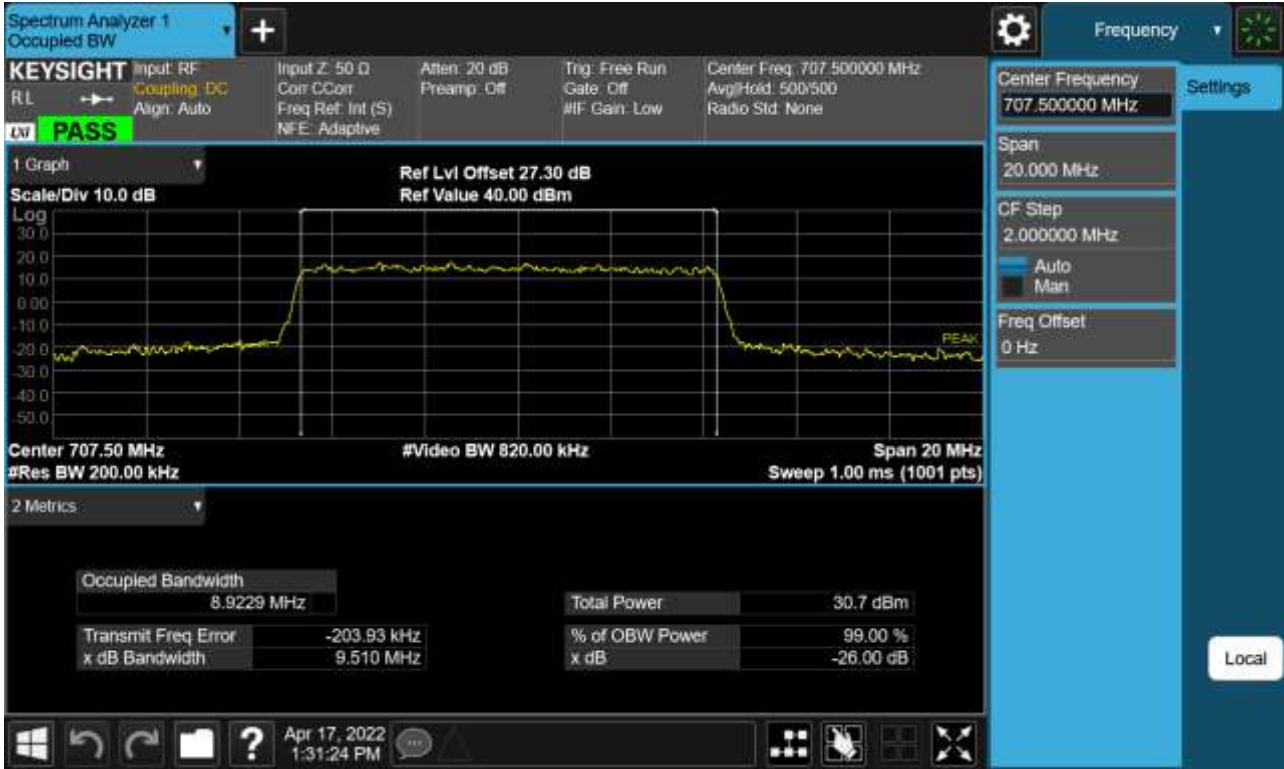 Spectrum Analyzer 1
Occupied BW
+
Frequency
KEYSIGHT
RL
LXI
PASS
Input: RF
Coupling: DC
Align: Auto
Input Z: 50 Ω
Corr CCorr
Freq Ref: Int (S)
NFE: Adaptive
Atten: 20 dB
Preamp: Off
Trig: Free Run
Gate: Off
#IF Gain: Low
Center Freq: 707.500000 MHz
Avg|Hold: 500/500
Radio Std: None
1 Graph
Scale/Div 10.0 dB
Ref Lvl Offset 27.30 dB
Ref Value 40.00 dBm
Log
30.0
20.0
10.0
0.00
-10.0
-20.0
-30.0
-40.0
-50.0
PEAK
Center 707.50 MHz
#Res BW 200.00 kHz
#Video BW 820.00 kHz
Span 20 MHz
Sweep 1.00 ms (1001 pts)
2 Metrics
Occupied Bandwidth
8.9229 MHz
Transmit Freq Error -203.93 kHz
x dB Bandwidth 9.510 MHz
Total Power 30.7 dBm
% of OBW Power 99.00 %
x dB -26.00 dB
Center Frequency
707.500000 MHz
Span
20.000 MHz
CF Step
2.000000 MHz
Auto
Man
Freq Offset
0 Hz
Settings
Local
?
Apr 17, 2022
1:31:24 PM